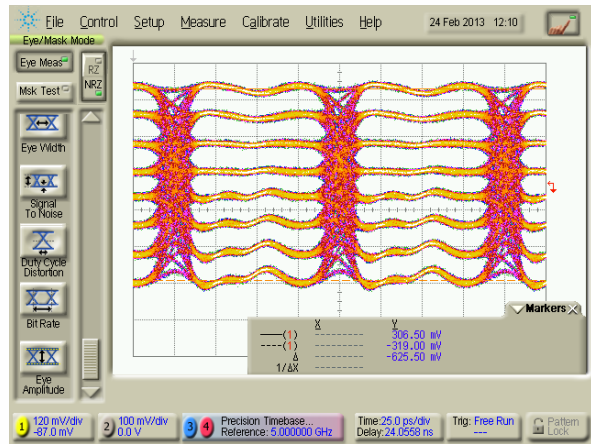 File Control Setup Measure Calibrate Utilities Help 24 Feb 2013 12:10
Eye/Mask Mode
Eye Meas
RZ
NRZ
Msk Test
Eye Width
Signal
To Noise
Duty Cycle
Distortion
Bit Rate
Eye
Amplitude
Markers X
X Y
——(1) --------- 306.50 mV
----(1) --------- -319.00 mV
Δ --------- -625.50 mV
1/ΔX ---------
1 120 mV/div
-87.0 mV
2 100 mV/div
0.0 V
3 4 Precision Timebase...
Reference: 5.000000 GHz
Time:25.0 ps/div
Delay:24.0558 ns
Trig: Free Run
---
Pattern
Lock